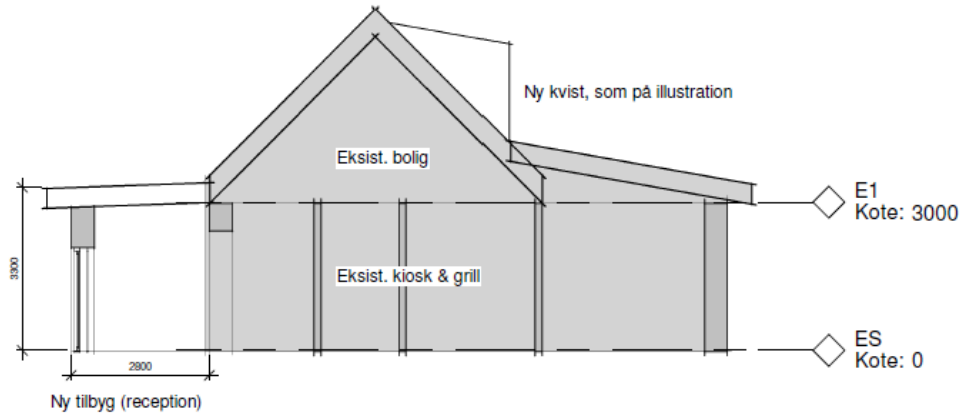 Ny kvist, som på illustration
Eksist. bolig
E1
Kote: 3000
Eksist. kiosk & grill
3300
ES
Kote: 0
2800
Ny tilbyg (reception)